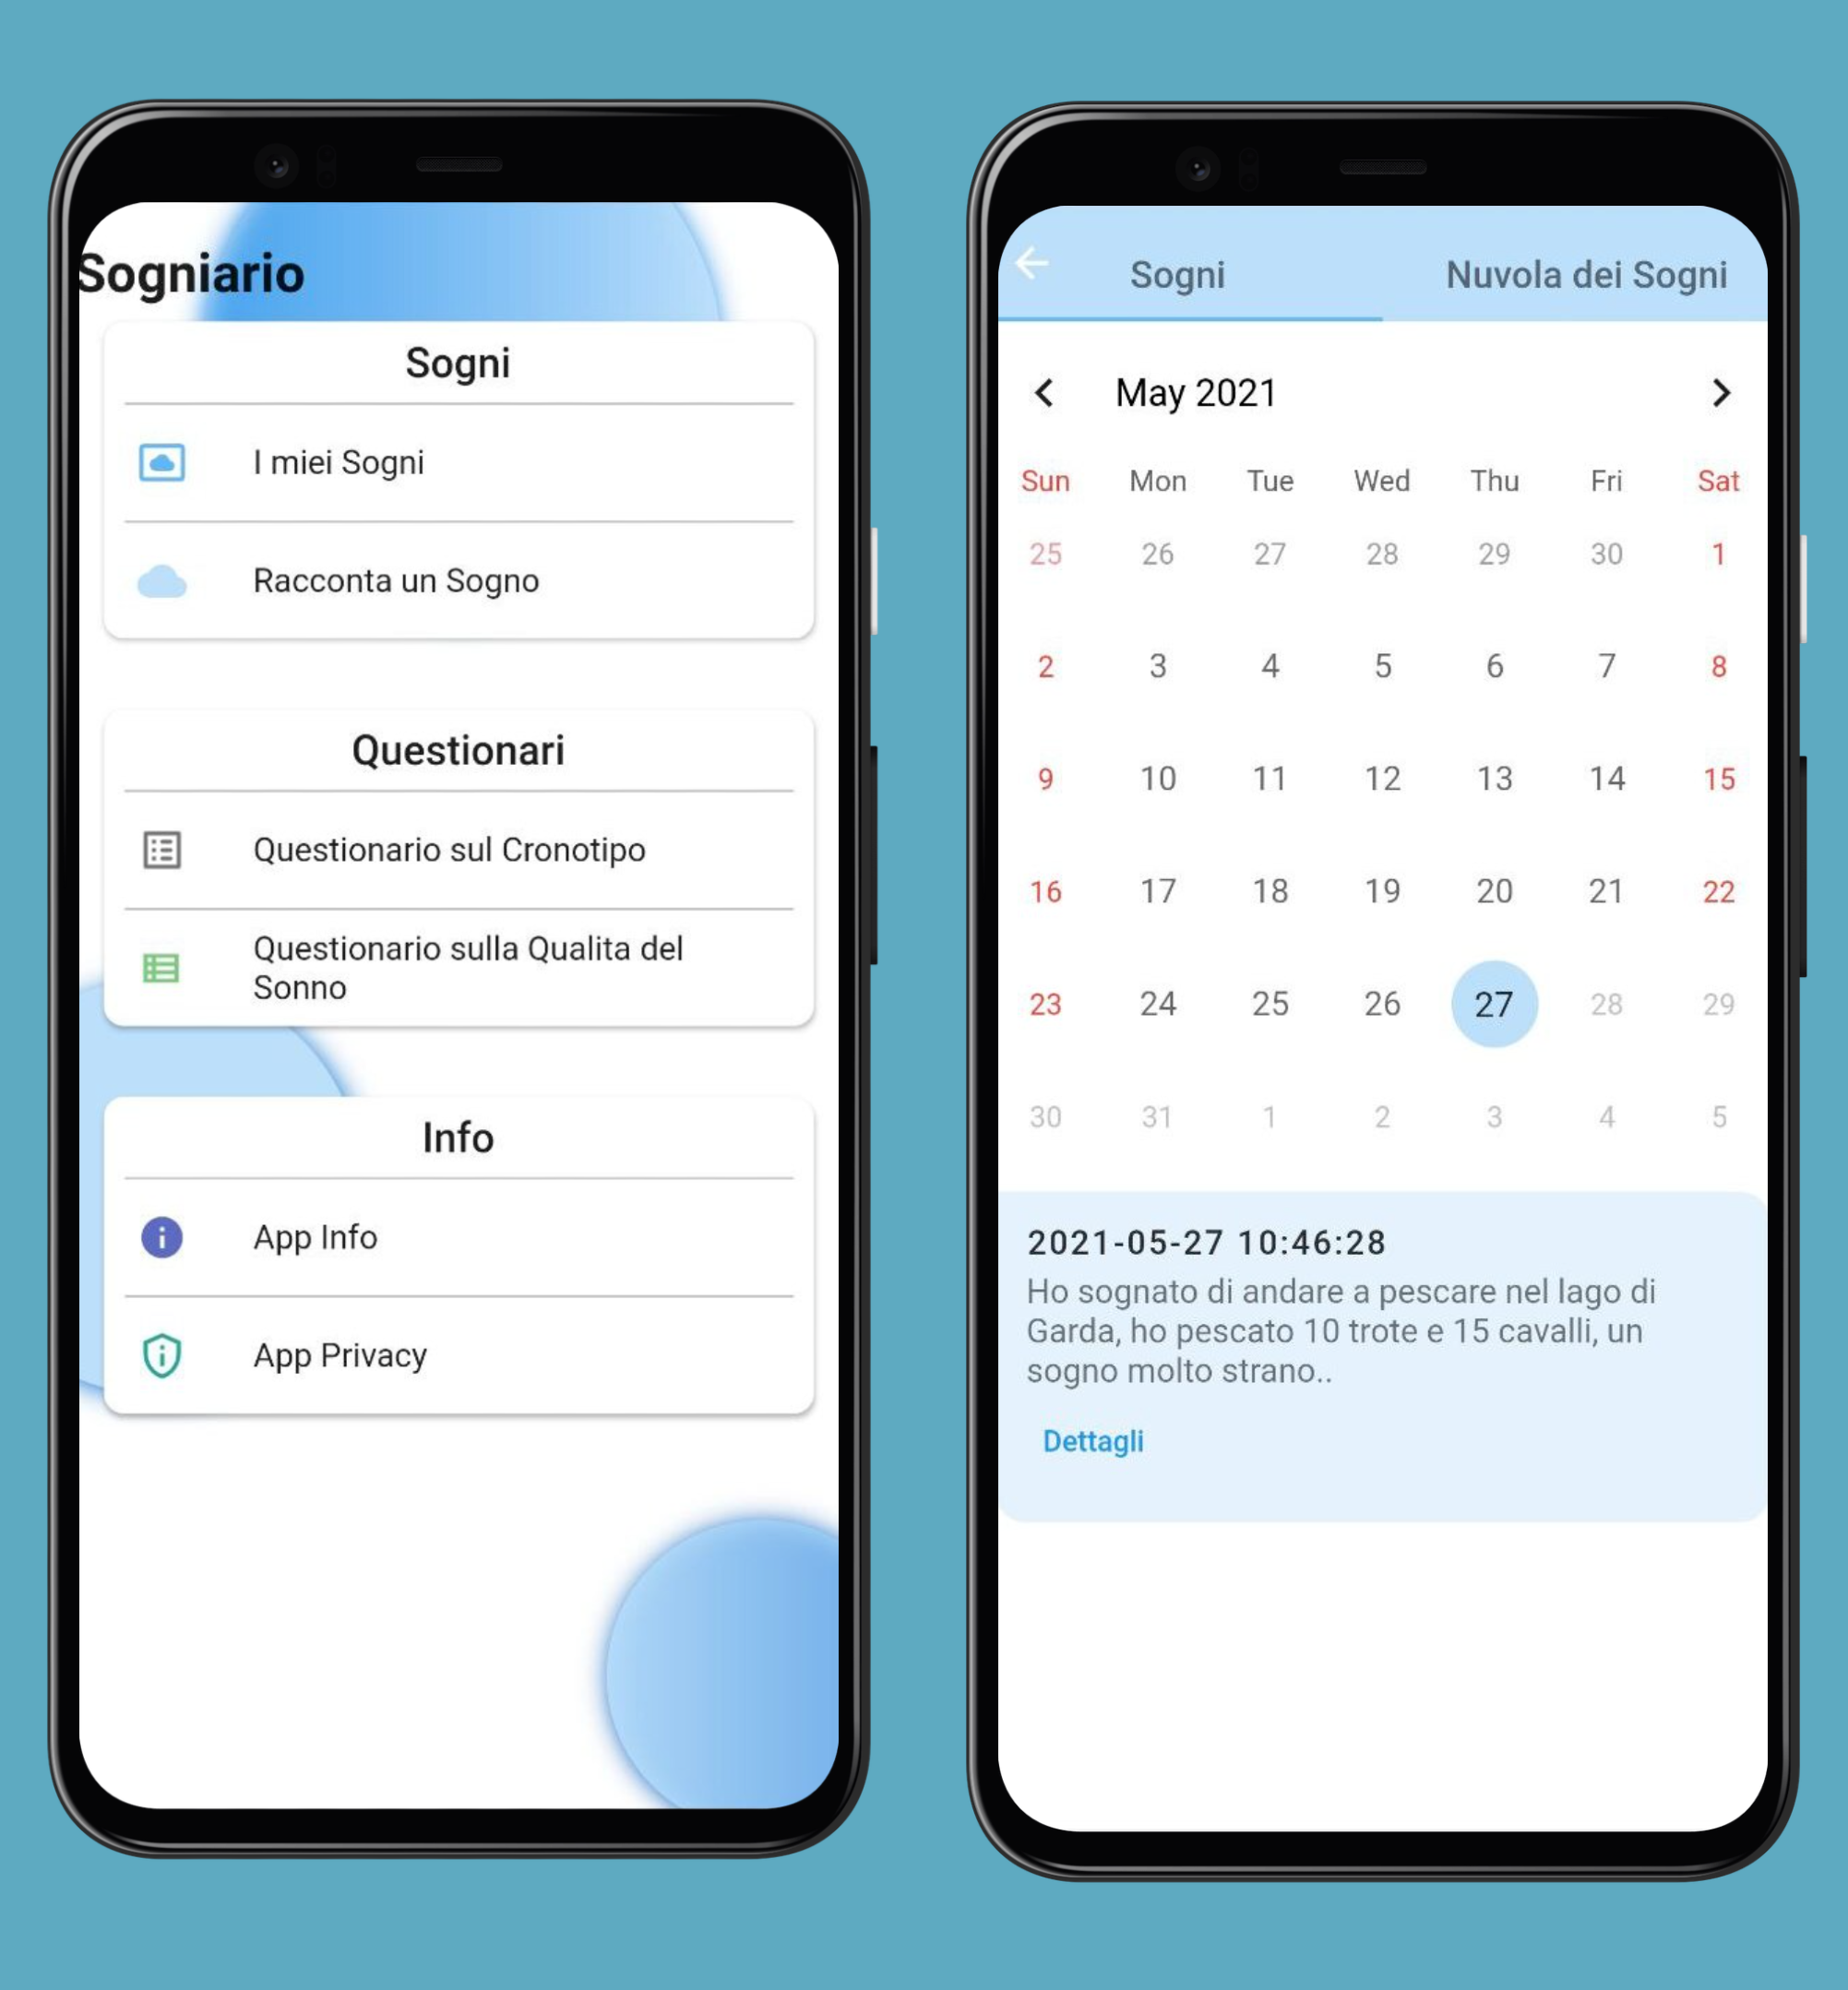 Sogniario
Sogni
I miei Sogni
Racconta un Sogno
Questionari
Questionario sul Cronotipo
Questionario sulla Qualita del
Sonno
Info
App Info
App Privacy
Sogni Nuvola dei Sogni
May 2021
Sun Mon Tue Wed Thu Fri Sat
25 26 27 28 29 30 1
2 3 4 5 6 7 8
9 10 11 12 13 14 15
16 17 18 19 20 21 22
23 24 25 26 27 28 29
30 31 1 2 3 4 5
2021-05-27 10:46:28
Ho sognato di andare a pescare nel lago di
Garda, ho pescato 10 trote e 15 cavalli, un
sogno molto strano..
Dettagli